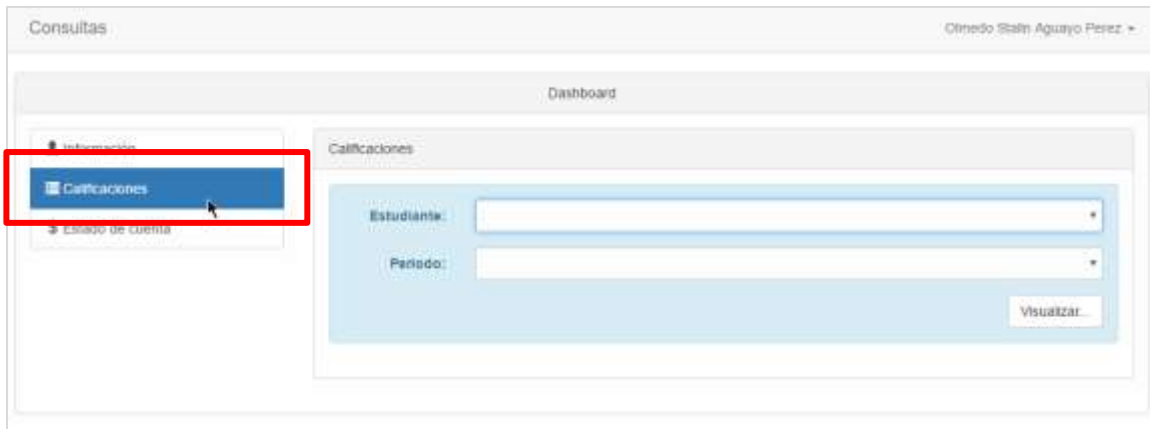 Consultas
Olmedo Stalin Aguayo Perez
Dashboard
Información
Calificaciones
Estado de cuenta
Calificaciones
Estudiante:
Periodo:
Visualizar...